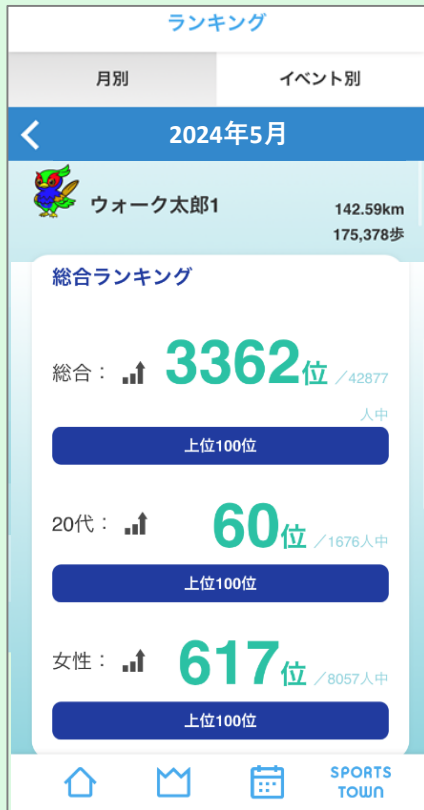 ランキング
月別
イベント別
2024年5月
ウォーク太郎1
142.59km
175,378歩
総合ランキング
総合： 3362位 ／42877
人中
上位100位
20代： 60位 ／1676人中
上位100位
女性： 617位 ／8057人中
上位100位
SPORTS
TOWN